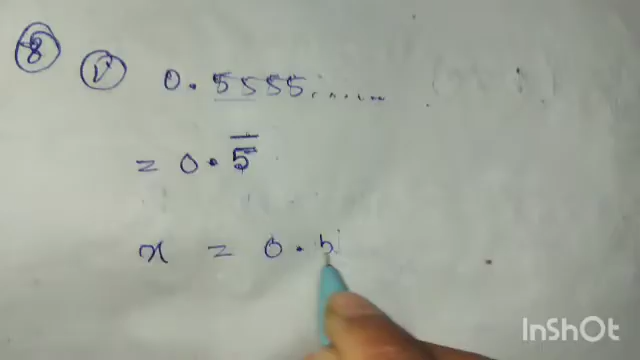 8 V 0.5555......
= 0.5̅
x = 0.5
InShOt